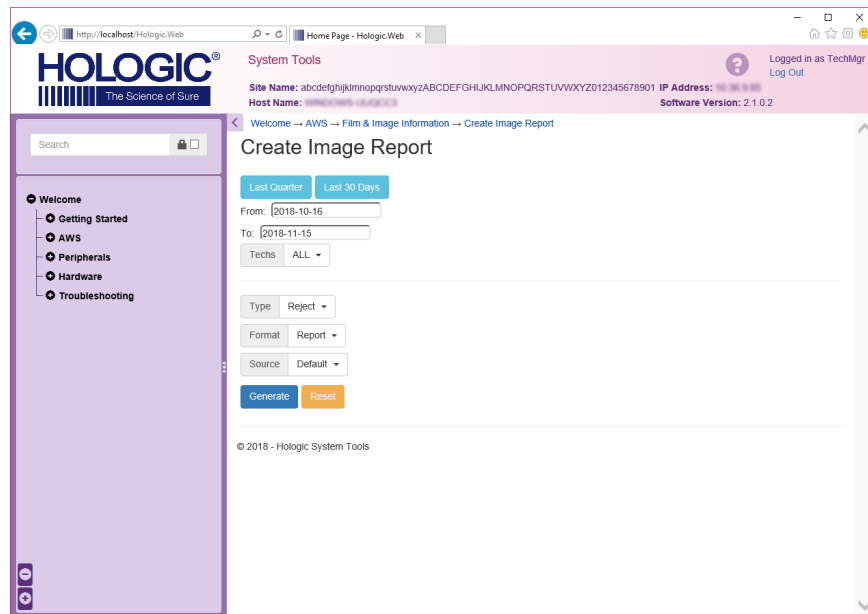 http://localhost/Hologic.Web
Home Page - Hologic.Web
HOLOGIC®
The Science of Sure
System Tools
Site Name: abcdefghijklmnopqrstuvwxyzABCDEFGHIJKLMNOPQRSTUVWXYZ012345678901 IP Address:
Host Name:
Software Version: 2.1.0.2
Logged in as TechMgr
Log Out
Search
Welcome
Getting Started
AWS
Peripherals
Hardware
Troubleshooting
Welcome → AWS → Film & Image Information → Create Image Report
Create Image Report
Last Quarter Last 30 Days
From: 2018-10-16
To: 2018-11-15
Techs ALL
Type Reject
Format Report
Source Default
Generate Reset
© 2018 - Hologic System Tools